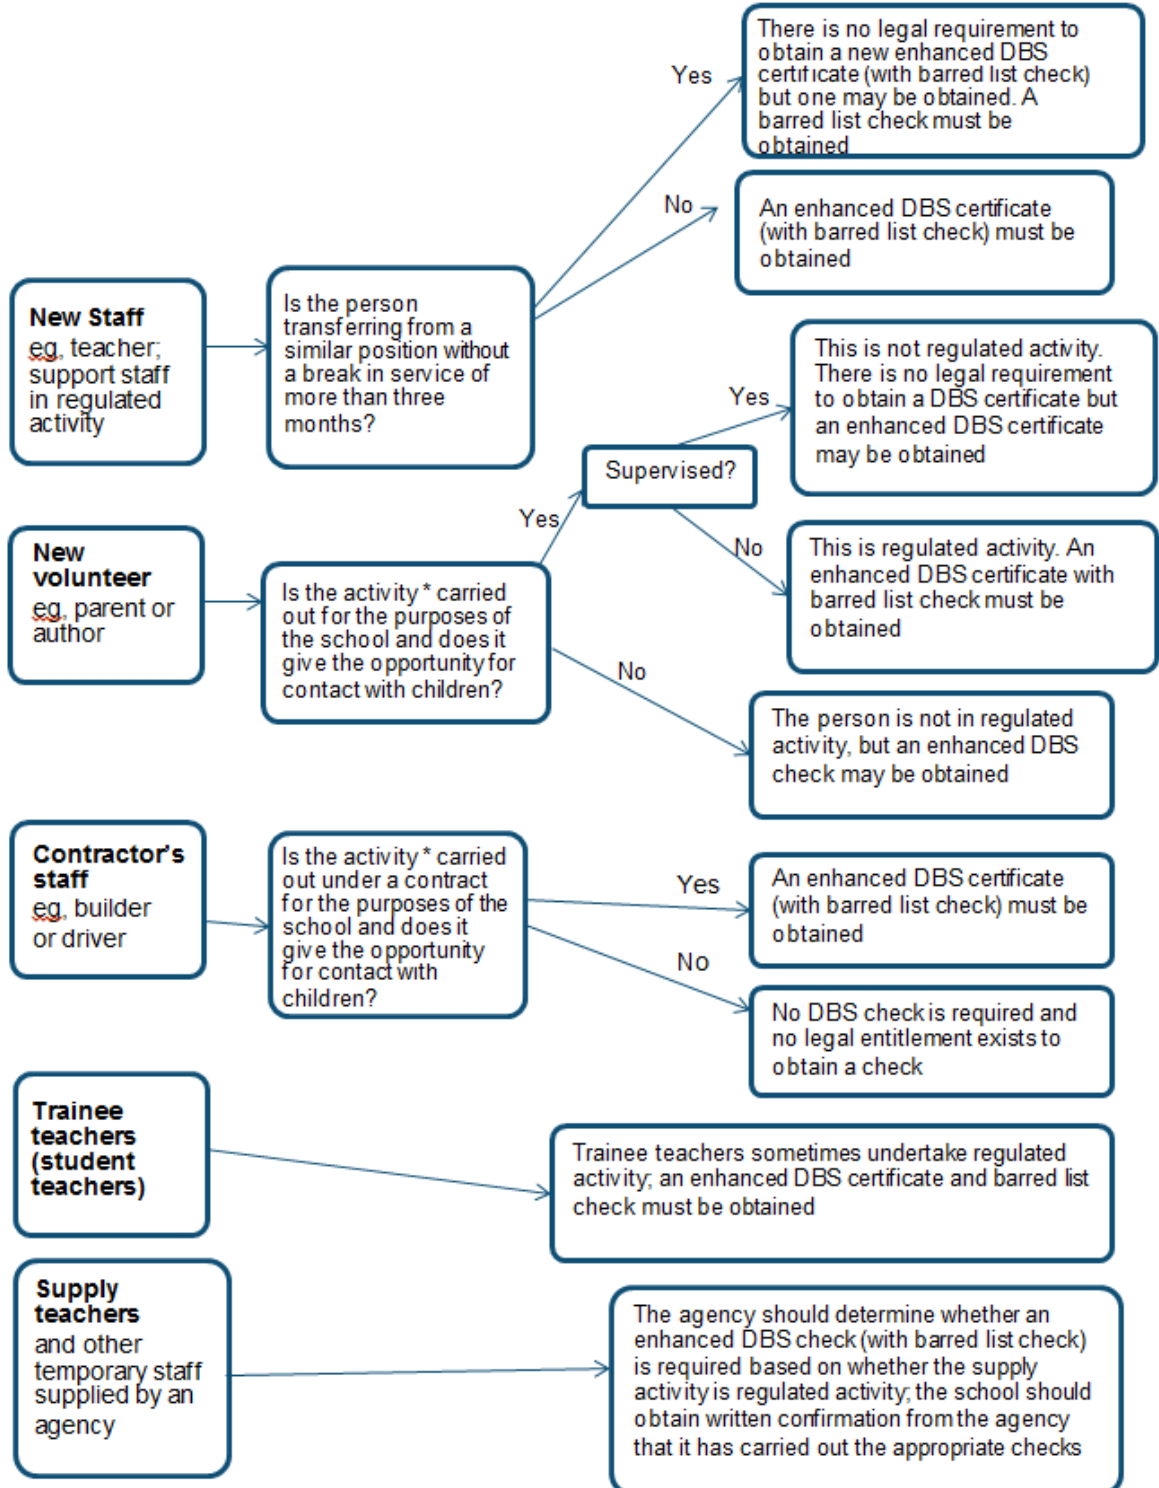 There is no legal requirement to
obtain a new enhanced DBS
certificate (with barred list check)
but one may be obtained. A
barred list check must be
obtained
Yes
No
An enhanced DBS certificate
(with barred list check) must be
obtained
New Staff
eg, teacher;
support staff
in regulated
activity
Is the person
transferring from a
similar position without
a break in service of
more than three
months?
This is not regulated activity.
There is no legal requirement
to obtain a DBS certificate but
an enhanced DBS certificate
may be obtained
Yes
Supervised?
Yes
No
This is regulated activity. An
enhanced DBS certificate with
barred list check must be
obtained
New
volunteer
eg, parent or
author
Is the activity * carried
out for the purposes of
the school and does it
give the opportunity for
contact with children?
No
The person is not in regulated
activity, but an enhanced DBS
check may be obtained
Contractor's
staff
eg, builder
or driver
Is the activity * carried
out under a contract
for the purposes of the
school and does it
give the opportunity
for contact with
children?
Yes
An enhanced DBS certificate
(with barred list check) must be
obtained
No
No DBS check is required and
no legal entitlement exists to
obtain a check
Trainee
teachers
(student
teachers)
Trainee teachers sometimes undertake regulated
activity; an enhanced DBS certificate and barred list
check must be obtained
Supply
teachers
and other
temporary staff
supplied by an
agency
The agency should determine whether an
enhanced DBS check (with barred list check)
is required based on whether the supply
activity is regulated activity; the school should
obtain written confirmation from the agency
that it has carried out the appropriate checks